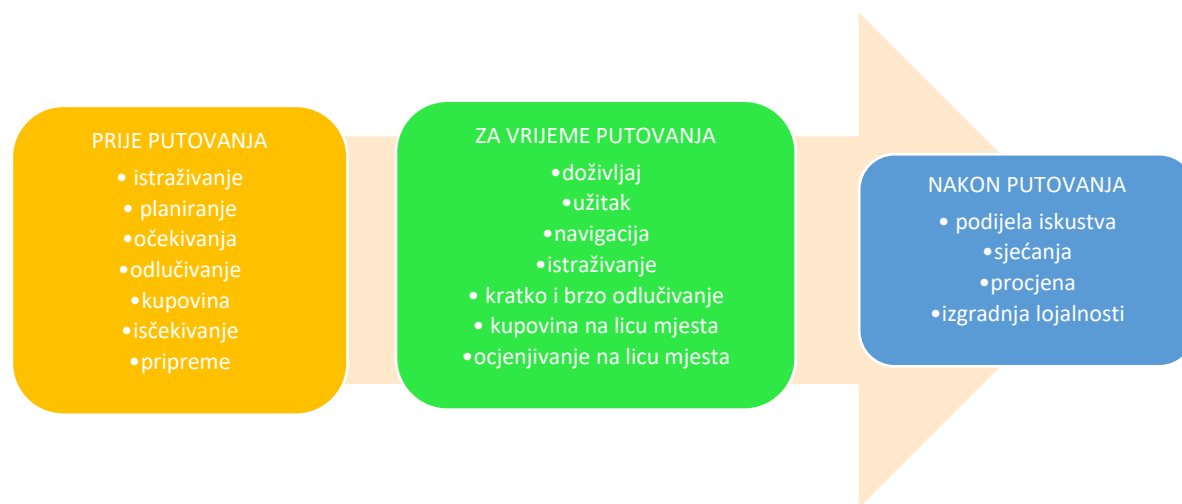 PRIJE PUTOVANJA
• istraživanje
• planiranje
•očekivanja
•odlučivanje
•kupovina
•isčekivanje
•pripreme
ZA VRIJEME PUTOVANJA
•doživljaj
•užitak
•navigacija
•istraživanje
• kratko i brzo odlučivanje
• kupovina na licu mjesta
•ocjenjivanje na licu mjesta
NAKON PUTOVANJA
• podijela iskustva
•sjećanja
•procjena
•izgradnja lojalnosti